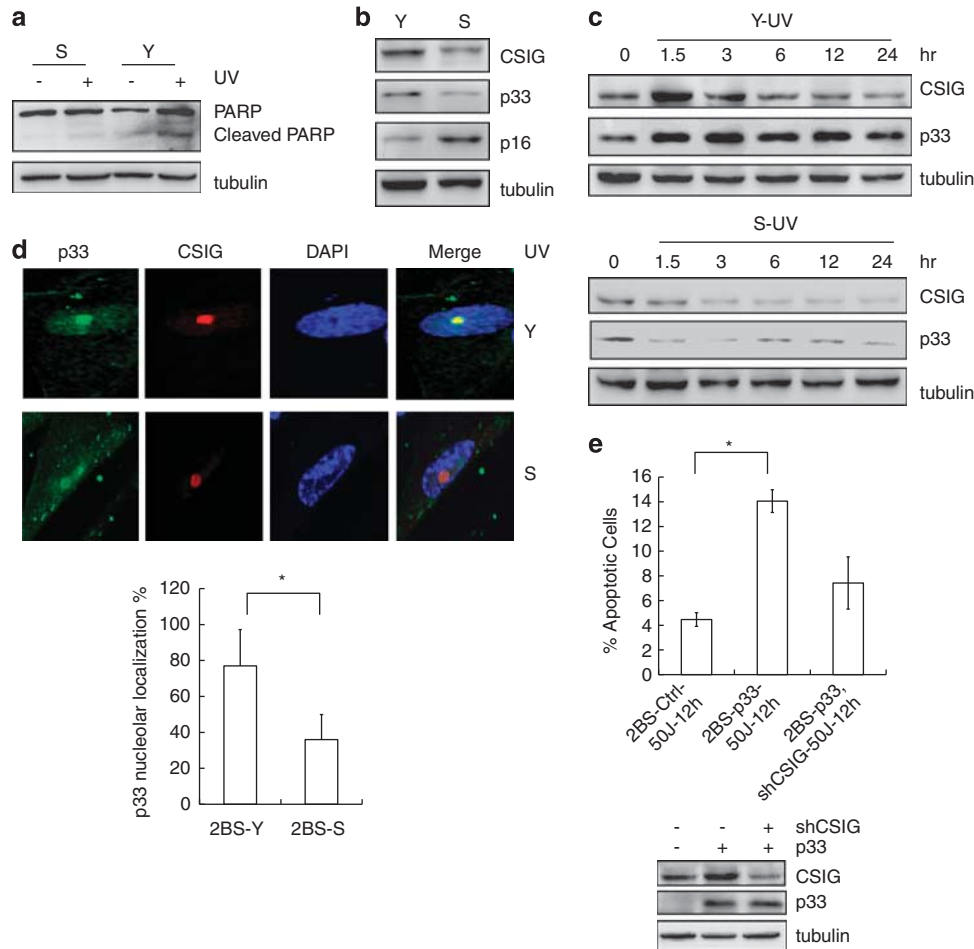 a
S Y
- + - + UV
PARP
Cleaved PARP
tubulin
b
Y S
CSIG
p33
p16
tubulin
c
Y-UV
0 1.5 3 6 12 24 hr
CSIG
p33
tubulin
S-UV
0 1.5 3 6 12 24 hr
CSIG
p33
tubulin
d
p33 CSIG DAPI Merge UV
Y
S
p33 nucleolar localization %
120
100
80
60
40
20
0
*
2BS-Y 2BS-S
e
% Apoptotic Cells
16
14
12
10
8
6
4
2
0
*
2BS-Ctrl-
50J-12h
2BS-p33-
50J-12h
2BS-p33,
shCSIG-50J-12h
- - + shCSIG
- + + p33
CSIG
p33
tubulin